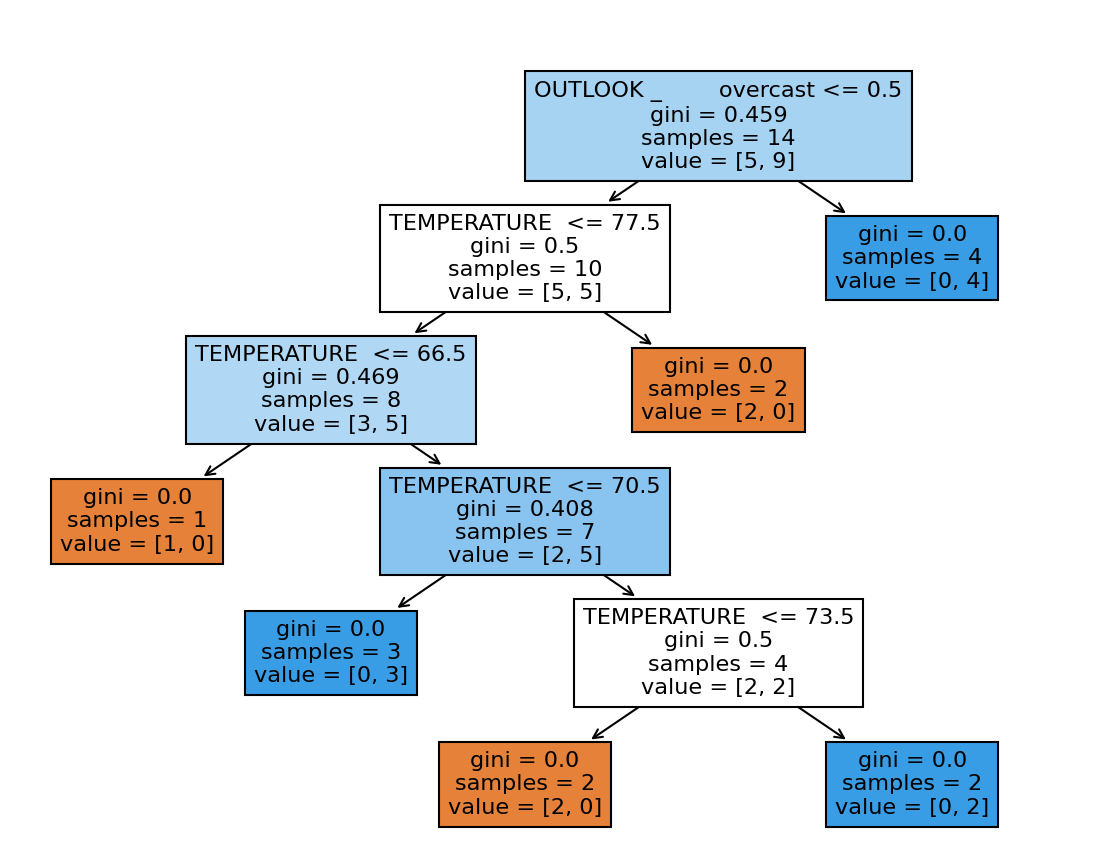 OUTLOOK _        overcast <= 0.5
gini = 0.459
samples = 14
value = [5, 9]
TEMPERATURE  <= 77.5
gini = 0.5
samples = 10
value = [5, 5]
gini = 0.0
samples = 4
value = [0, 4]
TEMPERATURE  <= 66.5
gini = 0.469
samples = 8
value = [3, 5]
gini = 0.0
samples = 2
value = [2, 0]
gini = 0.0
samples = 1
value = [1, 0]
TEMPERATURE  <= 70.5
gini = 0.408
samples = 7
value = [2, 5]
gini = 0.0
samples = 3
value = [0, 3]
TEMPERATURE  <= 73.5
gini = 0.5
samples = 4
value = [2, 2]
gini = 0.0
samples = 2
value = [2, 0]
gini = 0.0
samples = 2
value = [0, 2]